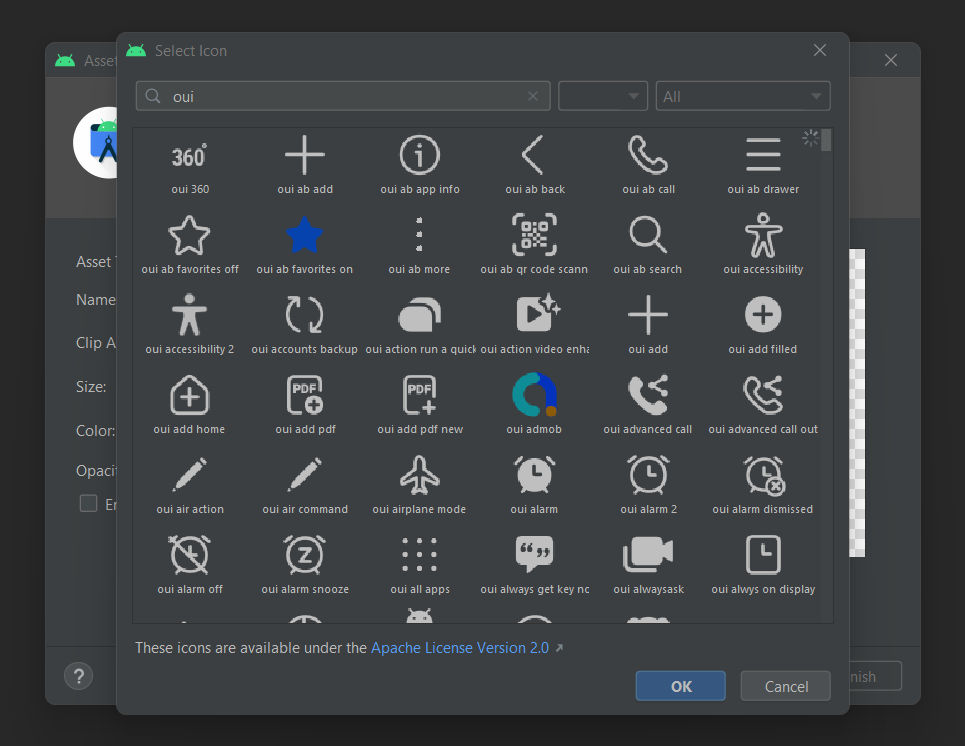 Select Icon
Asset
oui
All
360°
oui 360
oui ab add
oui ab app info
oui ab back
oui ab call
oui ab drawer
oui ab favorites off
oui ab favorites on
oui ab more
oui ab qr code scann
oui ab search
oui accessibility
oui accessibility 2
oui accounts backup
oui action run a quick
oui action video enha
oui add
oui add filled
PDF
PDF
oui add home
oui add pdf
oui add pdf new
oui admob
oui advanced call
oui advanced call out
oui air action
oui air command
oui airplane mode
oui alarm
oui alarm 2
oui alarm dismissed
Z
oui alarm off
oui alarm snooze
oui all apps
oui always get key nc
oui alwaysask
oui alwys on display
Asset T
Name
Clip A
Size:
Color:
Opacit
En
These icons are available under the Apache License Version 2.0 ↗
?
OK
Cancel
nish